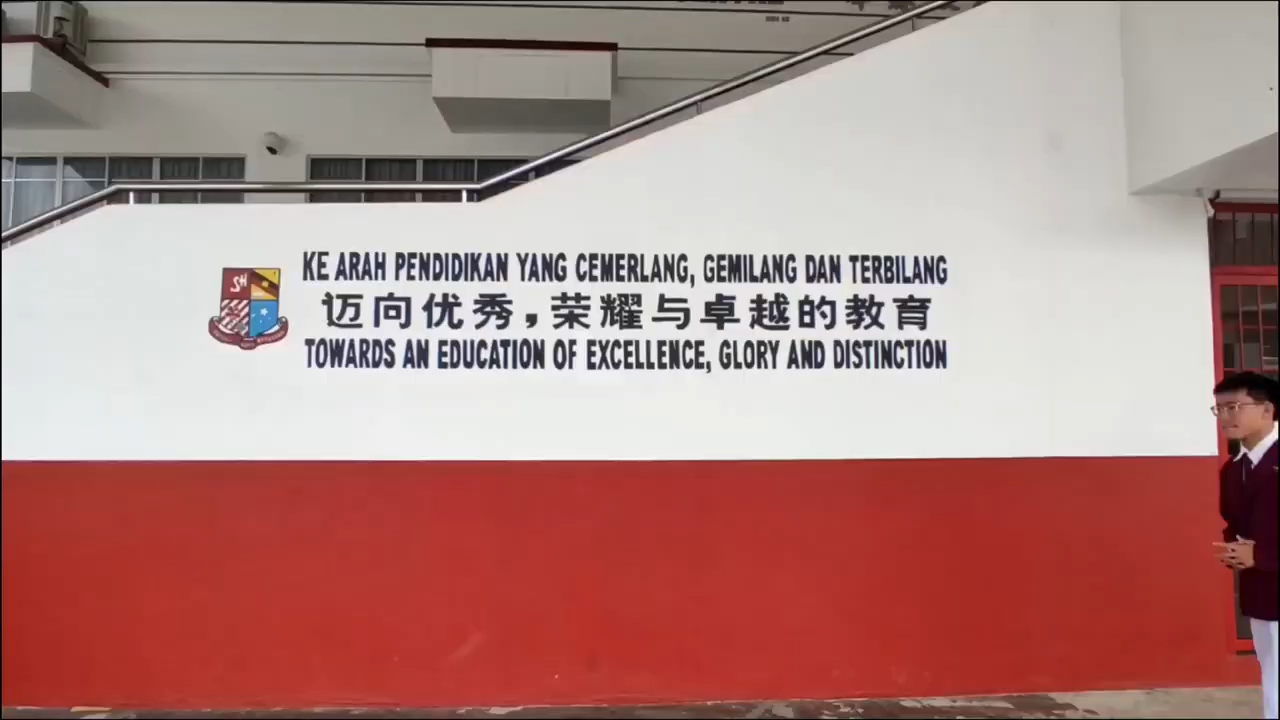 KE ARAH PENDIDIKAN YANG CEMERLANG, GEMILANG DAN TERBILANG
迈向优秀，荣耀与卓越的教育
TOWARDS AN EDUCATION OF EXCELLENCE, GLORY AND DISTINCTION
SH